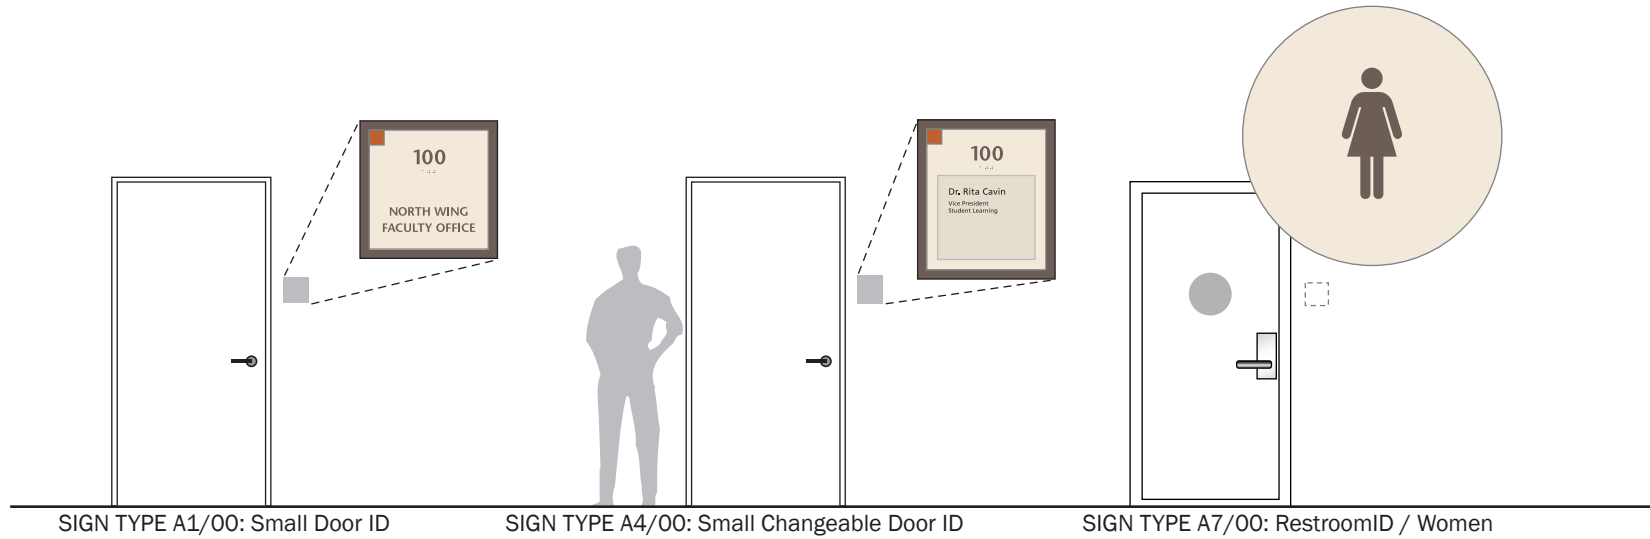 100
NORTH WING
FACULTY OFFICE
100
Dr. Rita Cavin
Vice President
Student Learning
SIGN TYPE A1/00: Small Door ID
SIGN TYPE A4/00: Small Changeable Door ID
SIGN TYPE A7/00: RestroomID / Women